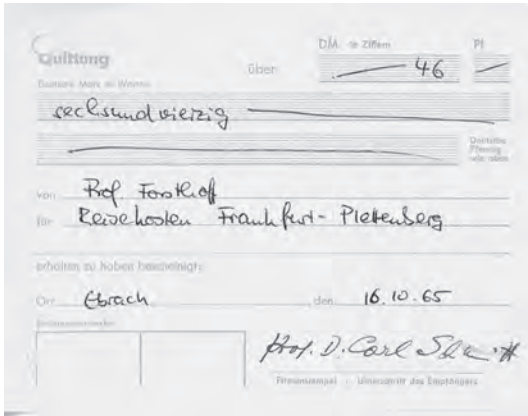 Quittung
DM in Ziffern
Pf
über
46
Deutsche Mark in Worten
sechsundvierzig
Deutsche
Pfennig
wie oben
von Prof Forsthoff
für Reisekosten Frankfurt-Plettenberg
erhalten zu haben bescheinigt:
Ort Ebrach, den 16.10.65
Prof. D. Carl Schmitt
Firmenstempel - Unterschrift des Empfängers